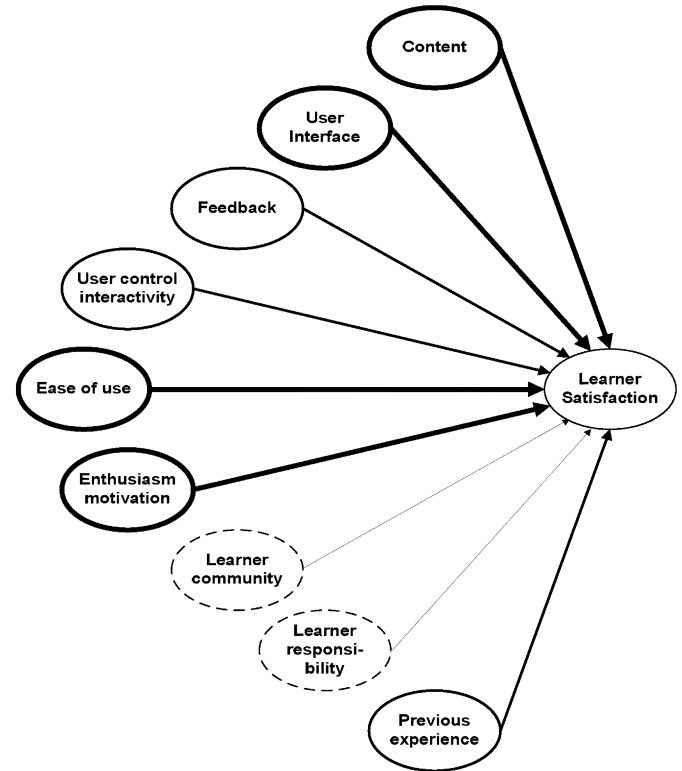 Content
User
Interface
Feedback
User control
interactivity
Ease of use
Learner
Satisfaction
Enthusiasm
motivation
Learner
community
Learner
responsi-
bility
Previous
experience